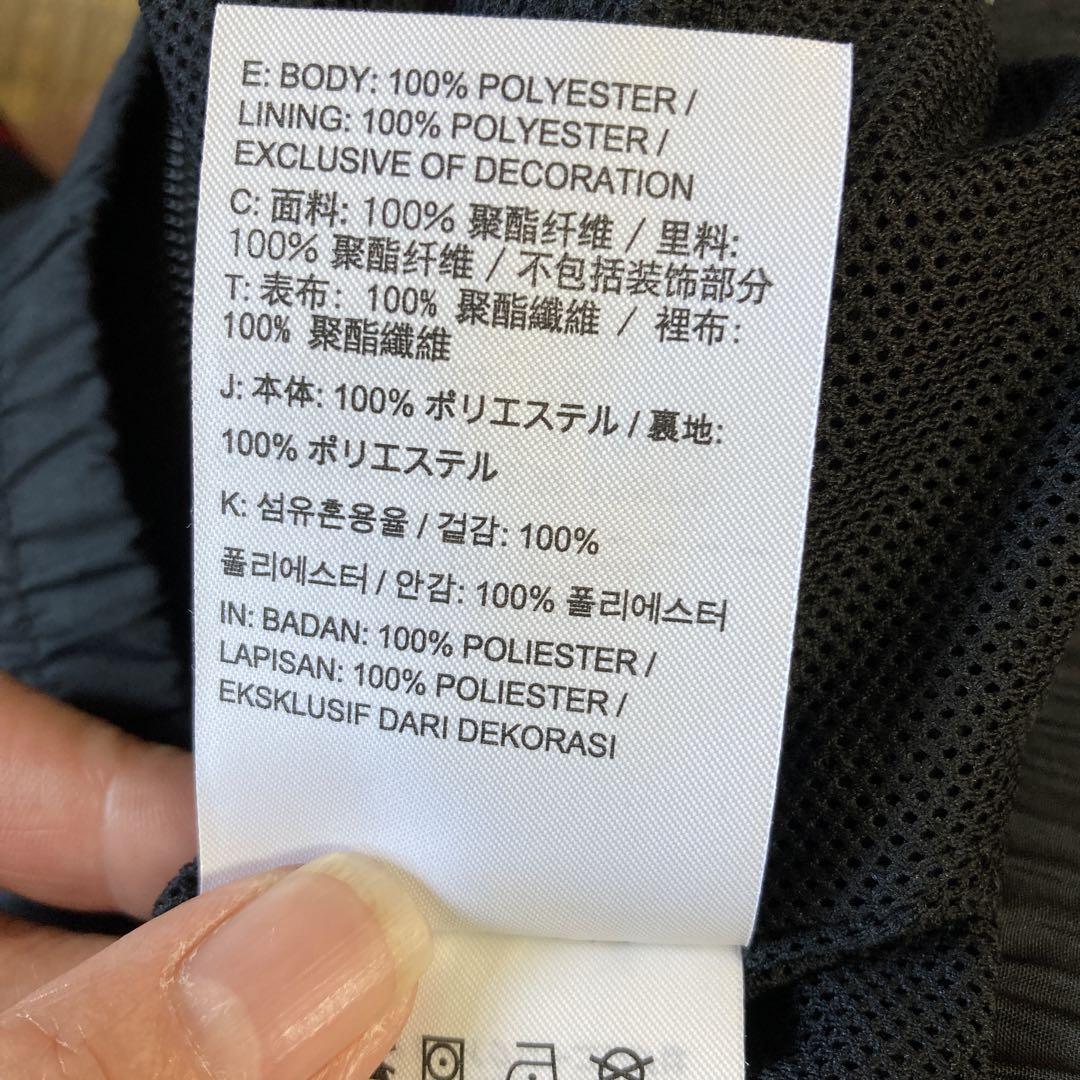 E: BODY: 100% POLYESTER /
LINING: 100% POLYESTER /
EXCLUSIVE OF DECORATION
C: 面料: 100% 聚酯纤维 / 里料:
100% 聚酯纤维 / 不包括装饰部分
T: 表布: 100% 聚酯纖維 / 裡布:
100% 聚酯纖維
J: 本体: 100% ポリエステル / 裏地:
100% ポリエステル
K: 섬유혼용율 / 겉감: 100%
폴리에스터 / 안감: 100% 폴리에스터
IN: BADAN: 100% POLIESTER /
LAPISAN: 100% POLIESTER /
EKSKLUSIF DARI DEKORASI